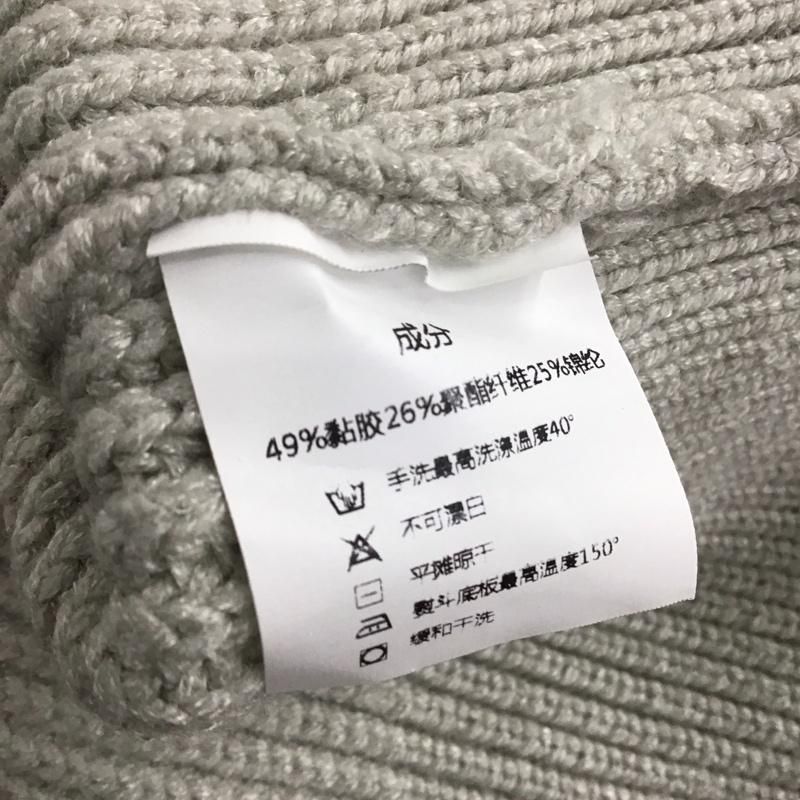 成分
49%黏胶26%聚酯纤维25%锦纶
手洗最高洗涤温度40°
不可漂白
平摊晾干
熨斗底板最高温度150°
缓和干洗